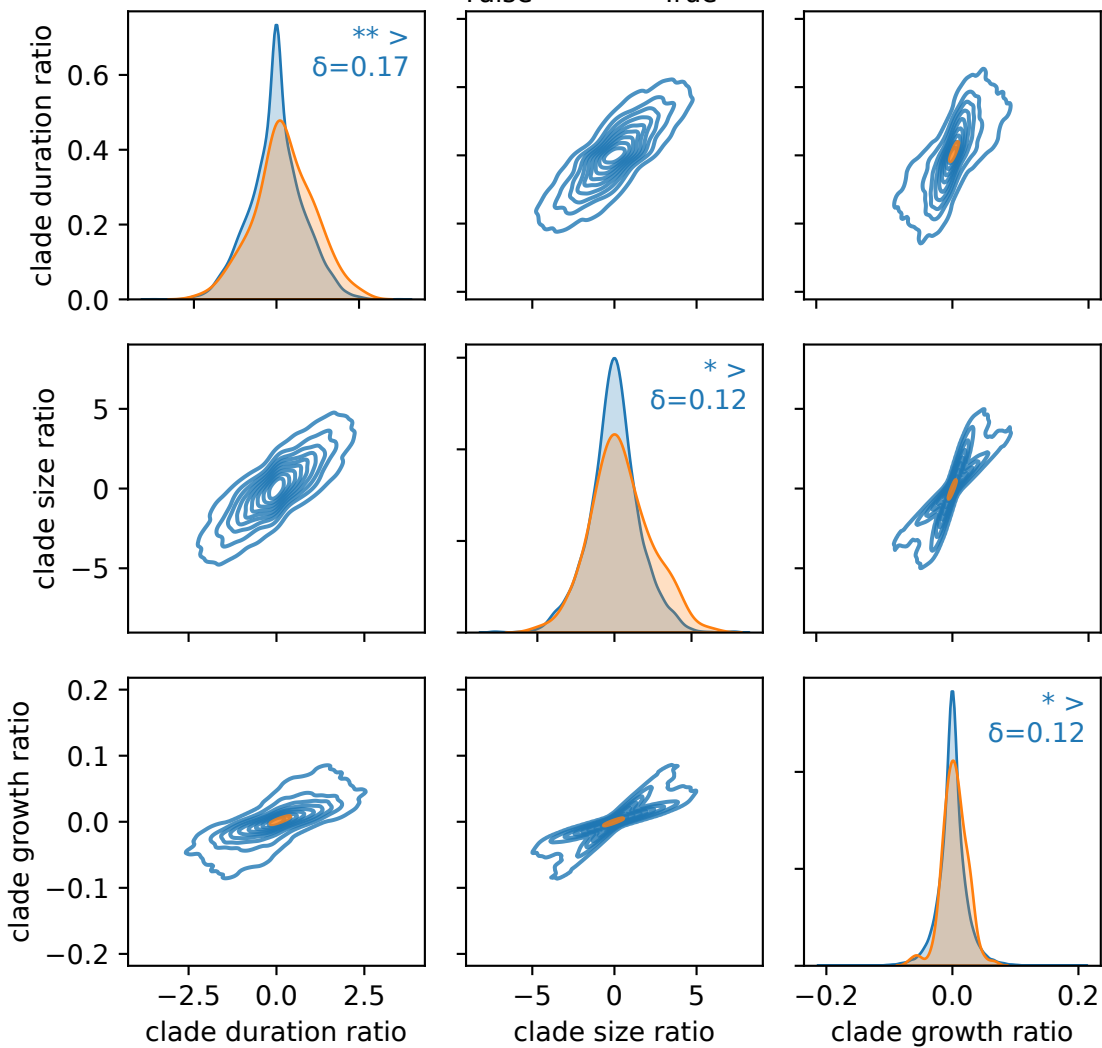 False True
clade duration ratio
0.6
0.4
0.2
0.0
** >
δ=0.17
clade size ratio
5
0
−5
* >
δ=0.12
clade growth ratio
0.2
0.1
0.0
−0.1
−0.2
* >
δ=0.12
−2.5 0.0 2.5
−5 0 5
−0.2 0.0 0.2
clade duration ratio
clade size ratio
clade growth ratio